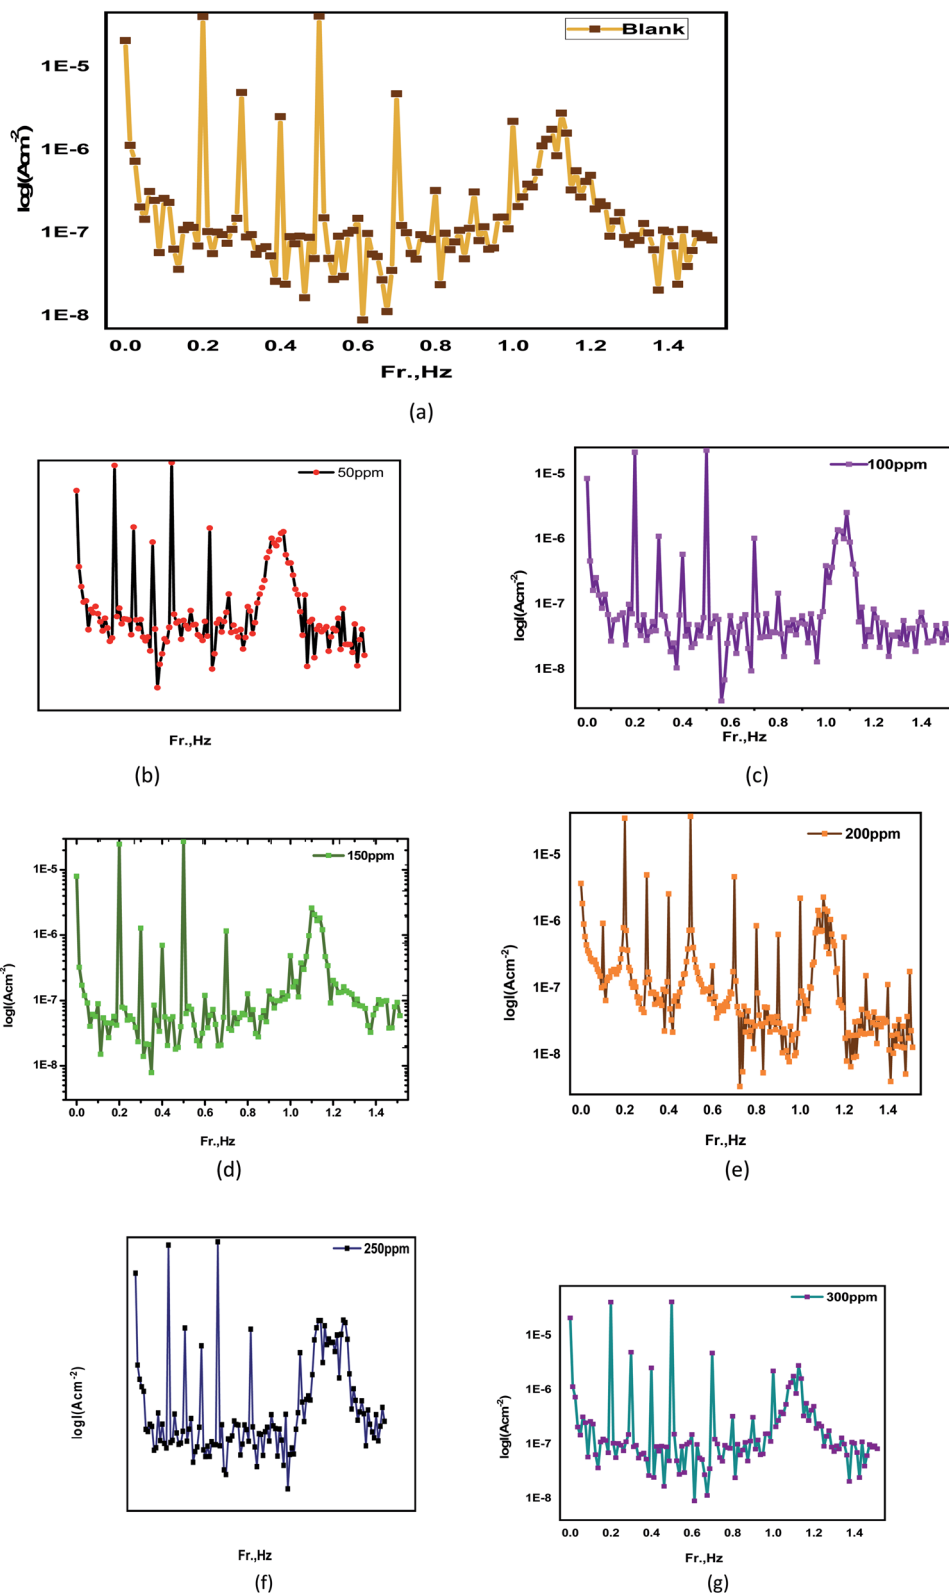 Blank
1E-5
1E-6
1E-7
1E-8
logI(Acm-2)
0.0 0.2 0.4 0.6 0.8 1.0 1.2 1.4
Fr.,Hz
(a)
50ppm
Fr.,Hz
(b)
100ppm
1E-5
1E-6
1E-7
1E-8
logI(Acm-2)
0.0 0.2 0.4 0.6 0.8 1.0 1.2 1.4
Fr.,Hz
(c)
150ppm
1E-5
1E-6
1E-7
1E-8
logI(Acm-2)
0.0 0.2 0.4 0.6 0.8 1.0 1.2 1.4
Fr.,Hz
(d)
200ppm
1E-5
1E-6
1E-7
1E-8
logI(Acm-2)
0.0 0.2 0.4 0.6 0.8 1.0 1.2 1.4
Fr.,Hz
(e)
250ppm
logI(Acm-2)
Fr.,Hz
(f)
300ppm
1E-5
1E-6
1E-7
1E-8
logI(Acm-2)
0.0 0.2 0.4 0.6 0.8 1.0 1.2 1.4
Fr.,Hz
(g)